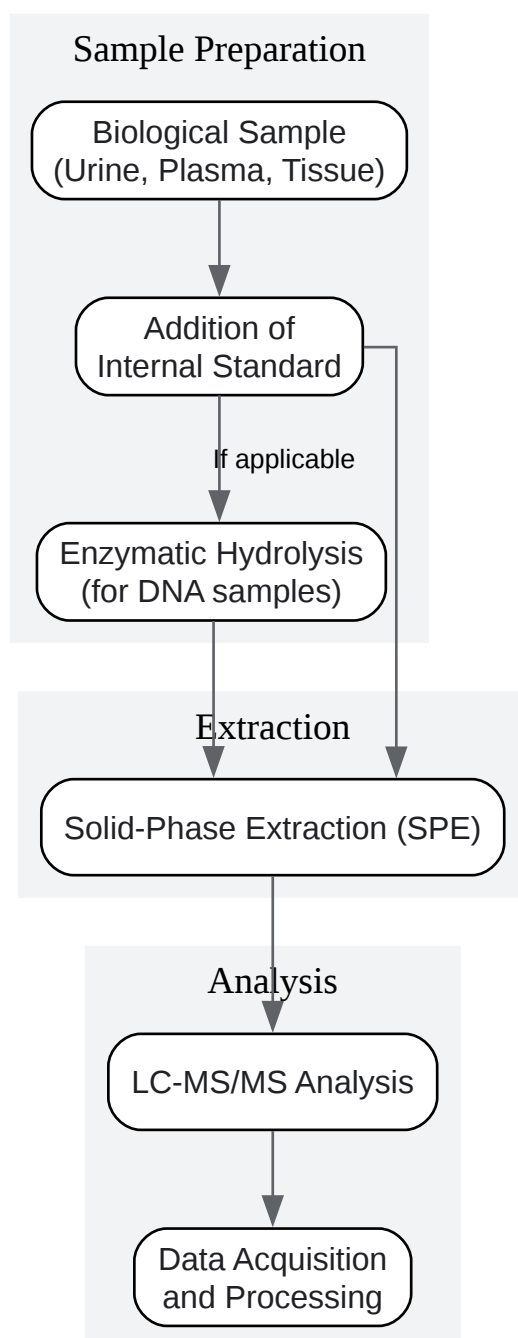 Sample Preparation
Biological Sample
(Urine, Plasma, Tissue)
Addition of
Internal Standard
If applicable
Enzymatic Hydrolysis
(for DNA samples)
Extraction
Solid-Phase Extraction (SPE)
Analysis
LC-MS/MS Analysis
Data Acquisition
and Processing